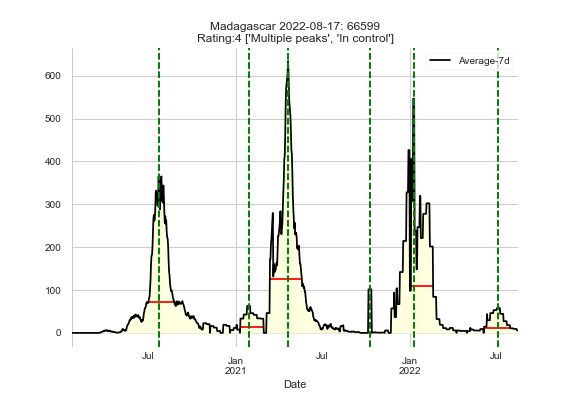 Madagascar 2022-08-17: 66599
Rating:4 ['Multiple peaks', 'In control']
Average-7d
600
500
400
300
200
100
0
Jul
Jan
2021
Jul
Jan
2022
Jul
Date